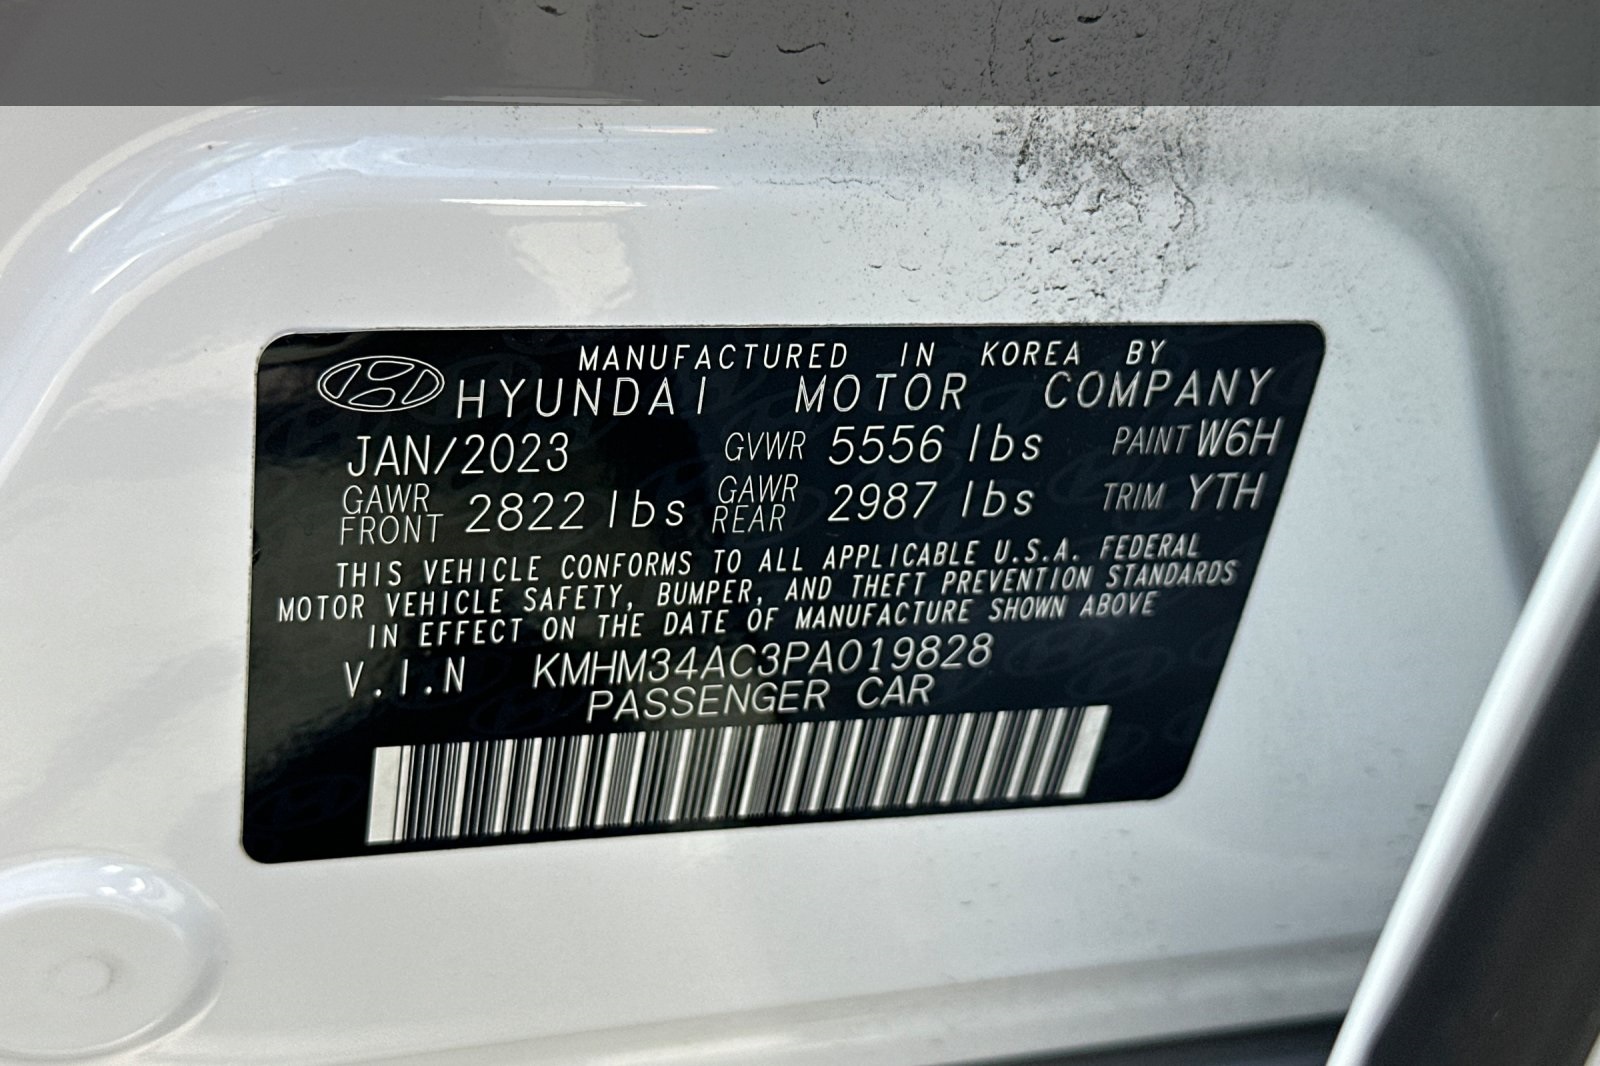 MANUFACTURED IN KOREA BY
HYUNDAI MOTOR COMPANY
JAN/2023 GVWR 5556 lbs PAINT W6H
GAWR FRONT 2822 lbs GAWR REAR 2987 lbs TRIM YTH
THIS VEHICLE CONFORMS TO ALL APPLICABLE U.S.A. FEDERAL
MOTOR VEHICLE SAFETY, BUMPER, AND THEFT PREVENTION STANDARDS
IN EFFECT ON THE DATE OF MANUFACTURE SHOWN ABOVE
V.I.N KMHM34AC3PA019828
PASSENGER CAR